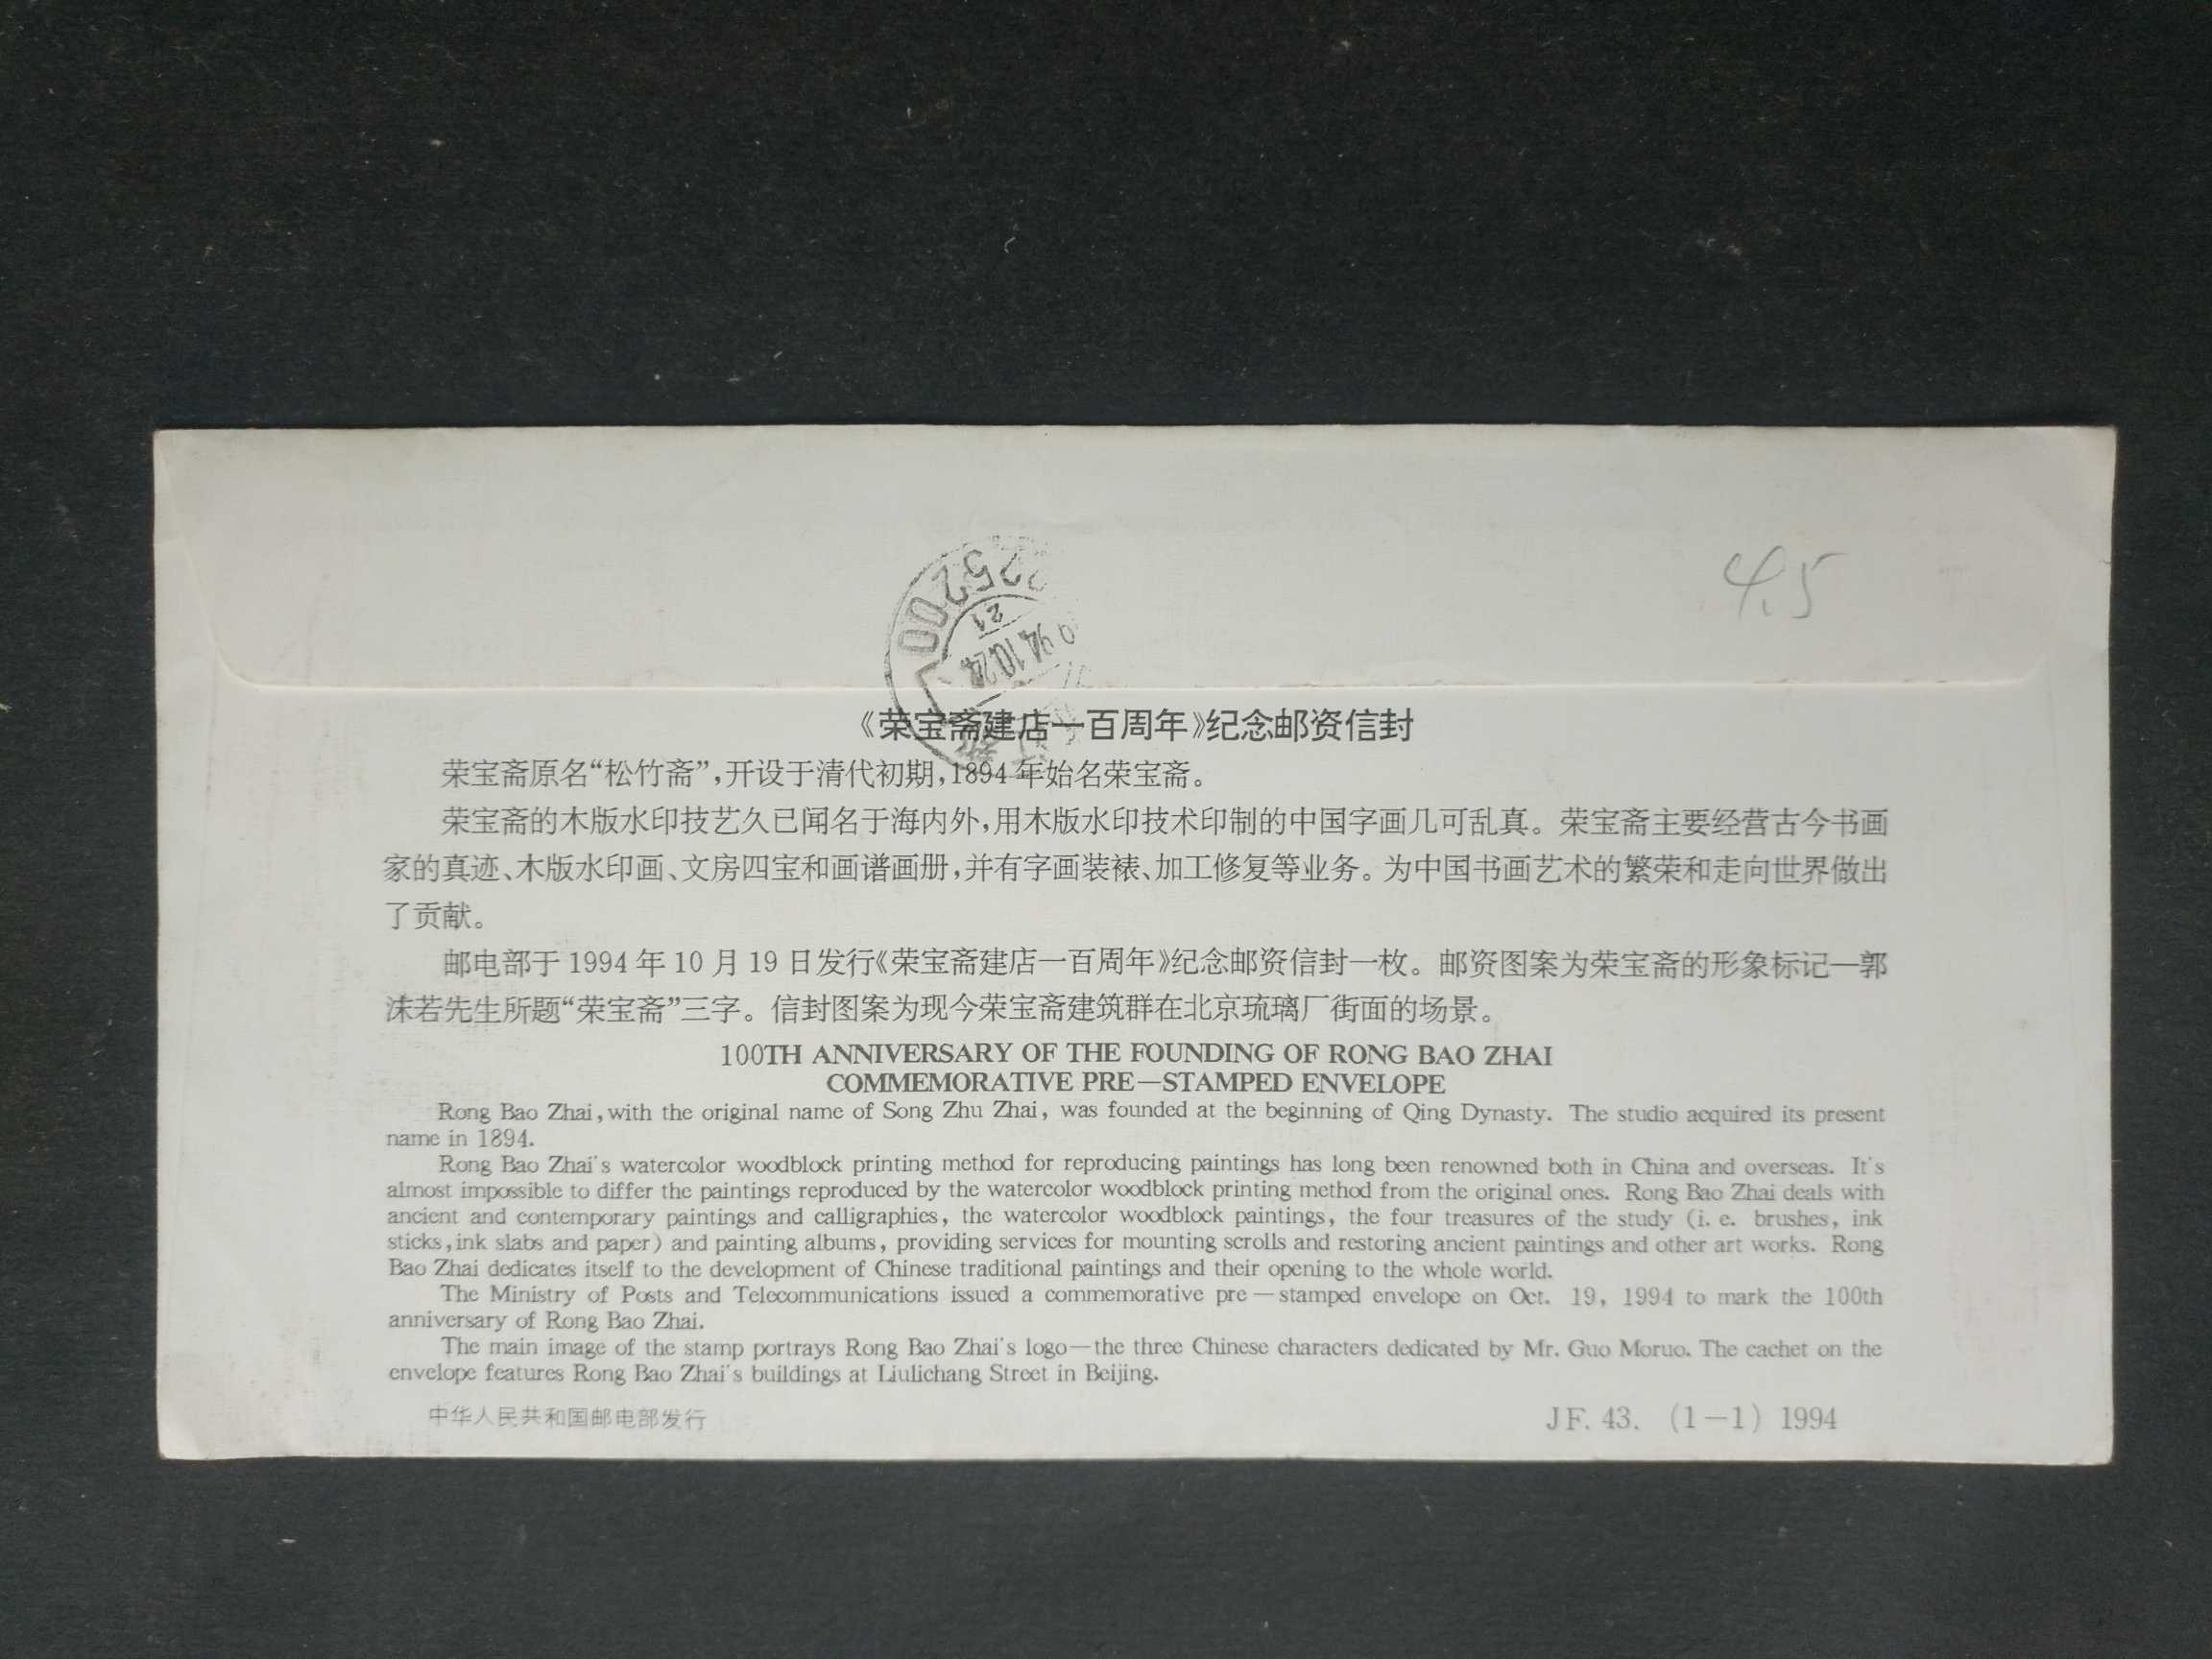 4.5
225200
21
94.10.24
《荣宝斋建店一百周年》纪念邮资信封
荣宝斋原名“松竹斋”,开设于清代初期,1894年始名荣宝斋。
荣宝斋的木版水印技艺久已闻名于海内外,用木版水印技术印制的中国字画几可乱真。荣宝斋主要经营古今书画
家的真迹、木版水印画、文房四宝和画谱画册,并有字画装裱、加工修复等业务。为中国书画艺术的繁荣和走向世界做出
了贡献。
邮电部于1994年10月19日发行《荣宝斋建店一百周年》纪念邮资信封一枚。邮资图案为荣宝斋的形象标记—郭
沫若先生所题“荣宝斋”三字。信封图案为现今荣宝斋建筑群在北京琉璃厂街面的场景。
100TH ANNIVERSARY OF THE FOUNDING OF RONG BAO ZHAI
COMMEMORATIVE PRE—STAMPED ENVELOPE
Rong Bao Zhai, with the original name of Song Zhu Zhai, was founded at the beginning of Qing Dynasty. The studio acquired its present
name in 1894.
Rong Bao Zhai's watercolor woodblock printing method for reproducing paintings has long been renowned both in China and overseas. It's
almost impossible to differ the paintings reproduced by the watercolor woodblock printing method from the original ones. Rong Bao Zhai deals with
ancient and contemporary paintings and calligraphies, the watercolor woodblock paintings, the four treasures of the study (i. e. brushes, ink
sticks, ink slabs and paper) and painting albums, providing services for mounting scrolls and restoring ancient paintings and other art works. Rong
Bao Zhai dedicates itself to the development of Chinese traditional paintings and their opening to the whole world.
The Ministry of Posts and Telecommunications issued a commemorative pre—stamped envelope on Oct. 19, 1994 to mark the 100th
anniversary of Rong Bao Zhai.
The main image of the stamp portrays Rong Bao Zhai's logo—the three Chinese characters dedicated by Mr. Guo Moruo. The cachet on the
envelope features Rong Bao Zhai's buildings at Liulichang Street in Beijing.
中华人民共和国邮电部发行
JF. 43. (1—1) 1994